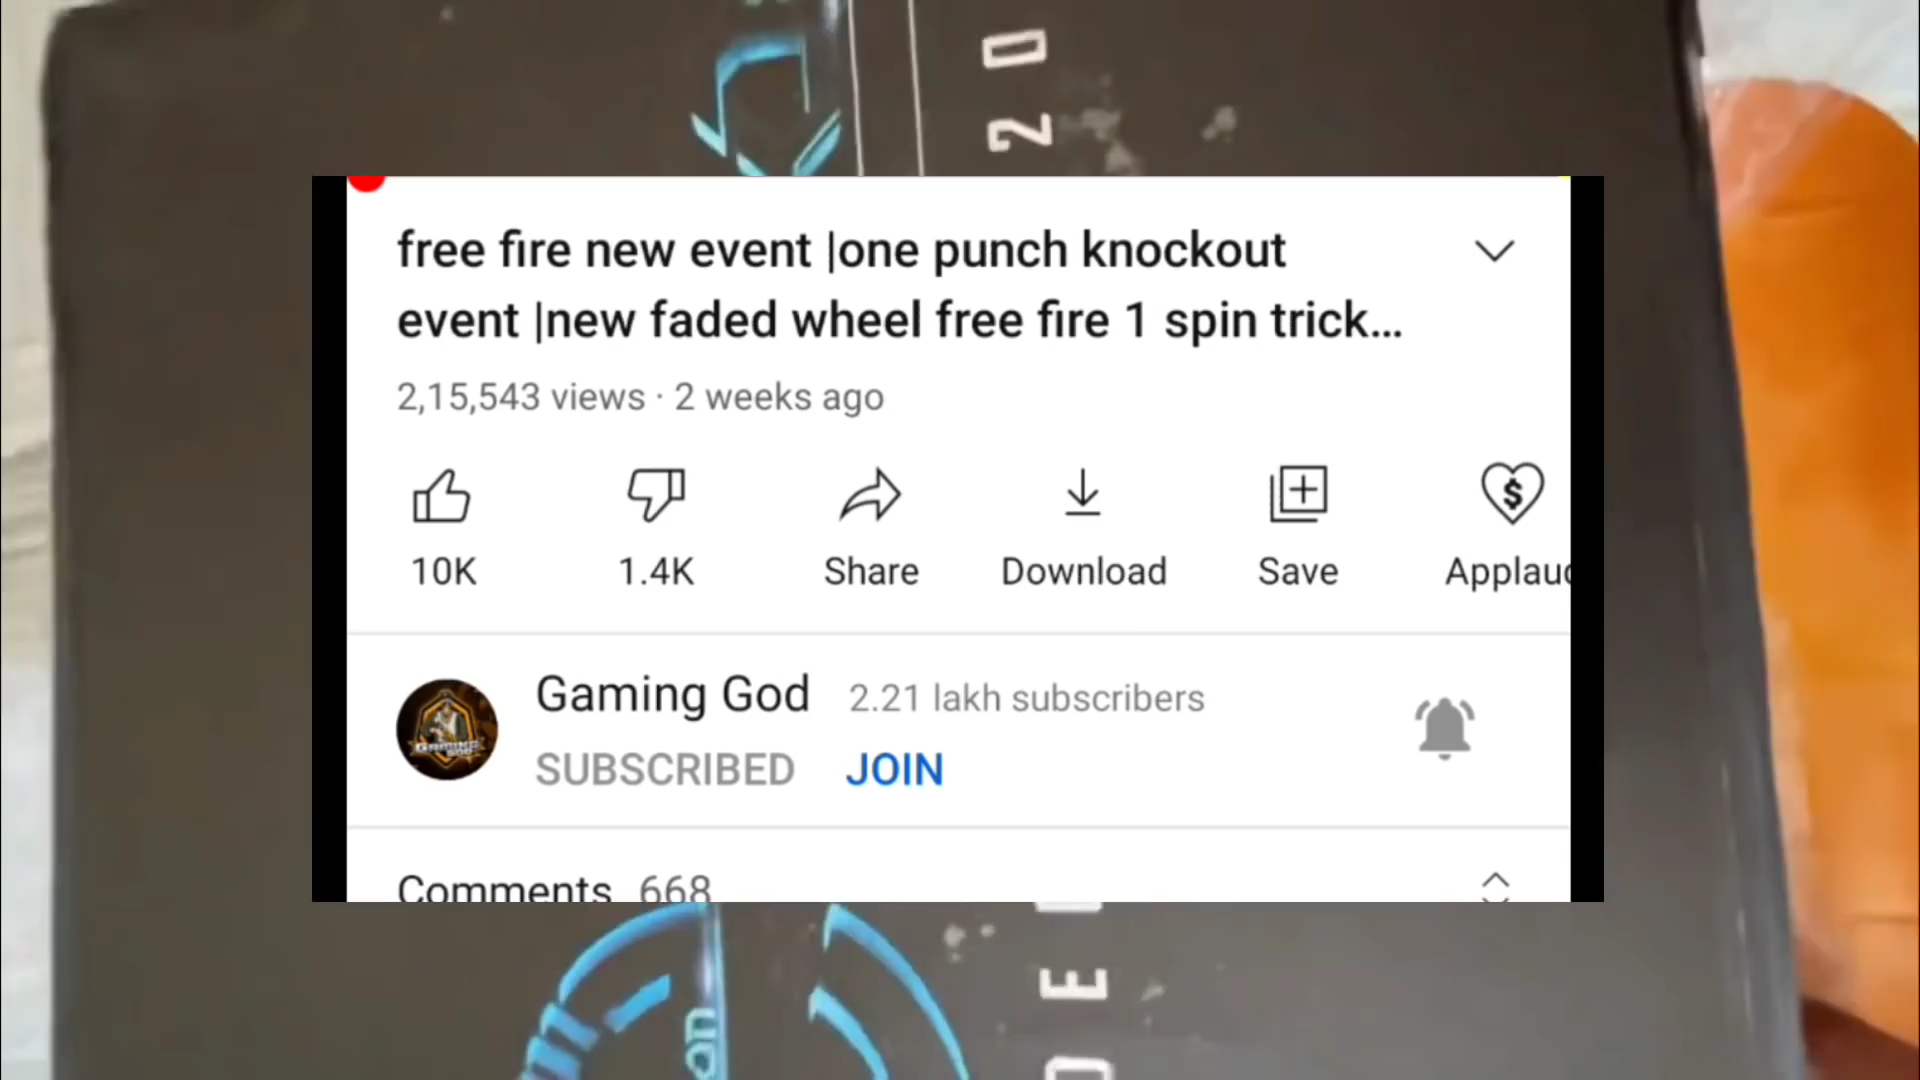 2 0
free fire new event |one punch knockout
event |new faded wheel free fire 1 spin trick...
2,15,543 views · 2 weeks ago
10K
1.4K
Share
Download
Save
Gaming God 2.21 lakh subscribers
SUBSCRIBED JOIN
Comments 668
E